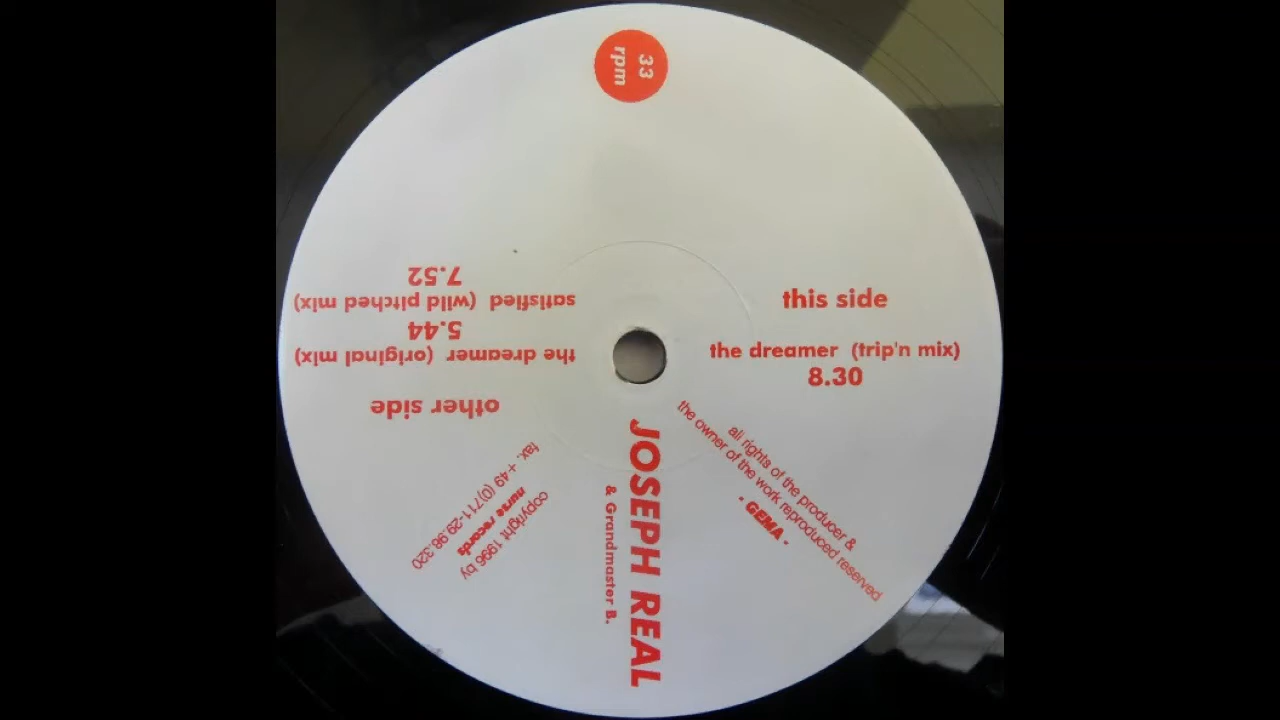 33
rpm
this side
the dreamer (trip'n mix)
8.30
all rights of the producer &
the owner of the work reproduced reserved
- GEMA -
JOSEPH REAL
& Grandmaster B.
copyright 1996 by
nurse records
fax. +49 (0)711-29.98.320
other side
the dreamer (original mix)
5.44
satisfied (wild pitched mix)
7.52